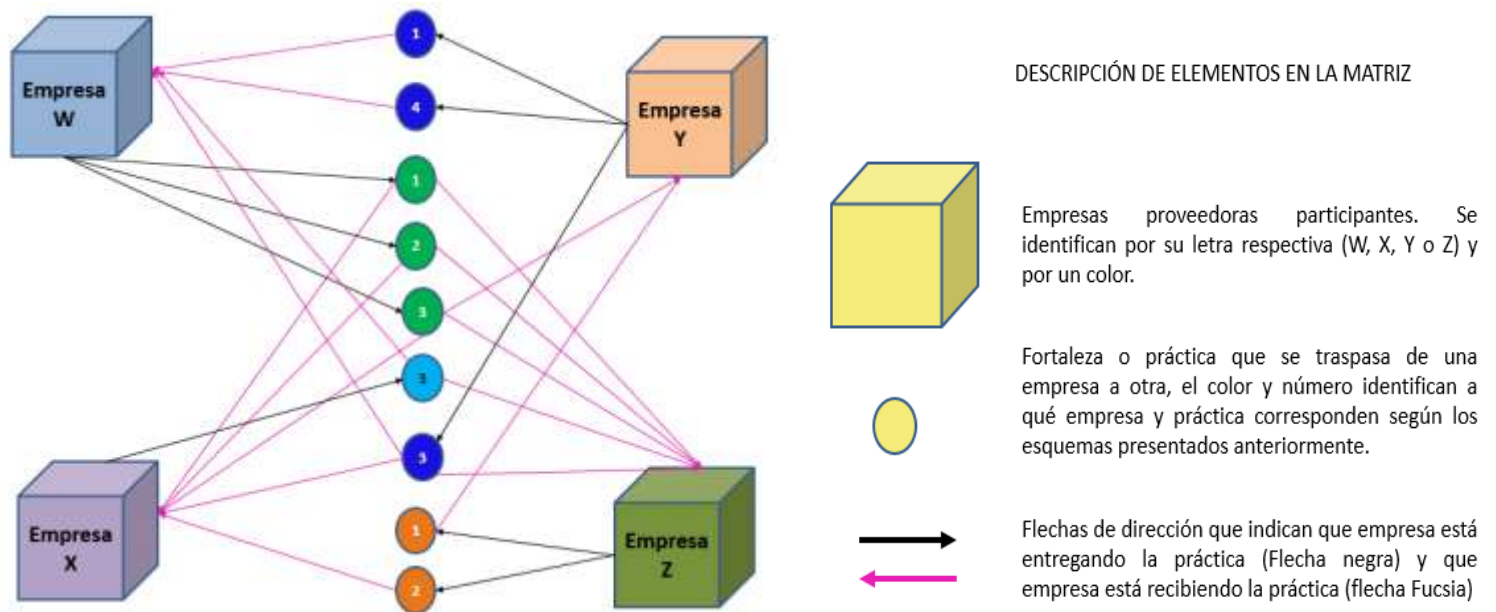 1
Empresa
W
4
Empresa
Y
1
2
3
3
3
Empresa
X
1
2
Empresa
Z
DESCRIPCIÓN DE ELEMENTOS EN LA MATRIZ
Empresas proveedoras participantes. Se
identifican por su letra respectiva (W, X, Y o Z) y
por un color.
Fortaleza o práctica que se traspasa de una
empresa a otra, el color y número identifican a
qué empresa y práctica corresponden según los
esquemas presentados anteriormente.
Flechas de dirección que indican que empresa está
entregando la práctica (Flecha negra) y que
empresa está recibiendo la práctica (flecha Fucsia)